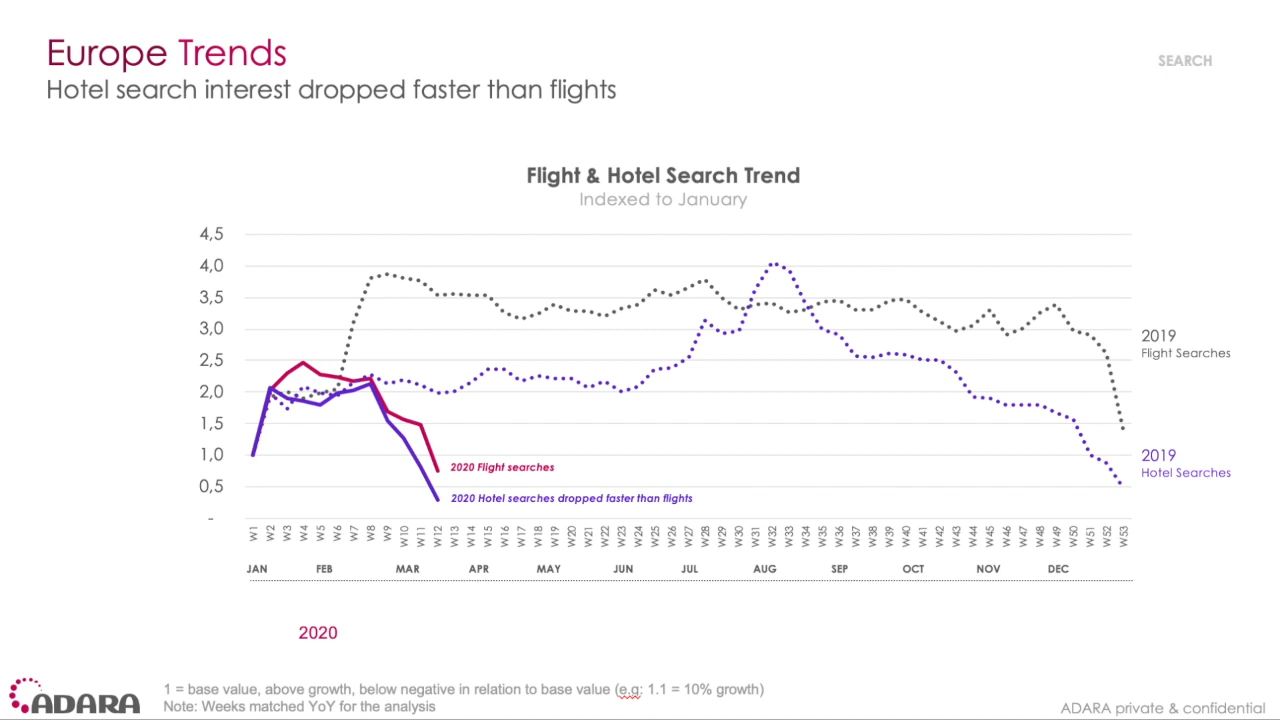 Europe Trends
SEARCH
Hotel search interest dropped faster than flights
Flight & Hotel Search Trend
Indexed to January
4,5
4,0
3,5
3,0
2,5
2,0
1,5
1,0
0,5
-
2019
Flight Searches
2019
Hotel Searches
2020 Flight searches
2020 Hotel searches dropped faster than flights
W1 W2 W3 W4 W5 W6 W7 W8 W9 W10 W11 W12 W13 W14 W15 W16 W17 W18 W19 W20 W21 W22 W23 W24 W25 W26 W27 W28 W29 W30 W31 W32 W33 W34 W35 W36 W37 W38 W39 W40 W41 W42 W43 W44 W45 W46 W47 W48 W49 W50 W51 W52 W53
JAN FEB MAR APR MAY JUN JUL AUG SEP OCT NOV DEC
2020
ADARA
1 = base value, above growth, below negative in relation to base value (e.g: 1.1 = 10% growth)
Note: Weeks matched YoY for the analysis
ADARA private & confidential